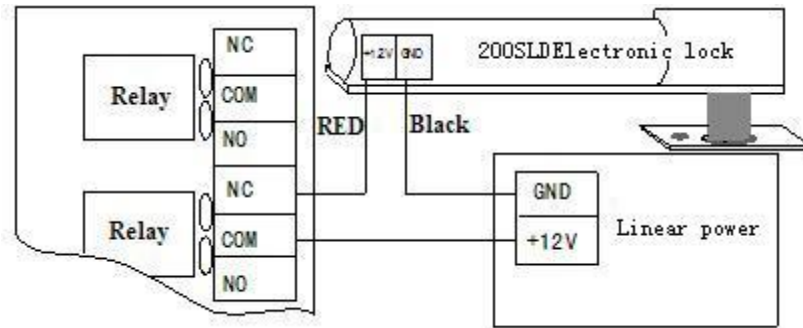 NC
COM
NO
Relay
NC
COM
NO
Relay
+12V GND
200SLDElectronic lock
RED
Black
GND
+12V
Linear power